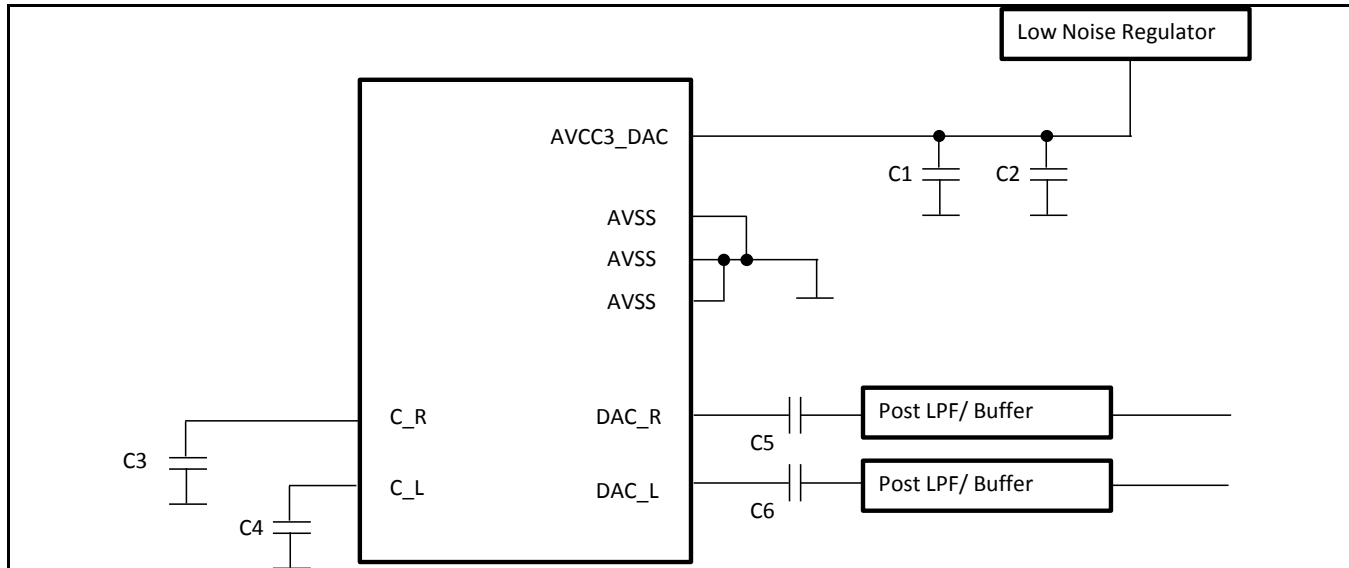 Low Noise Regulator
AVCC3_DAC
C1
C2
AVSS
AVSS
AVSS
C_R
DAC_R
Post LPF/ Buffer
C5
C3
C_L
DAC_L
Post LPF/ Buffer
C6
C4